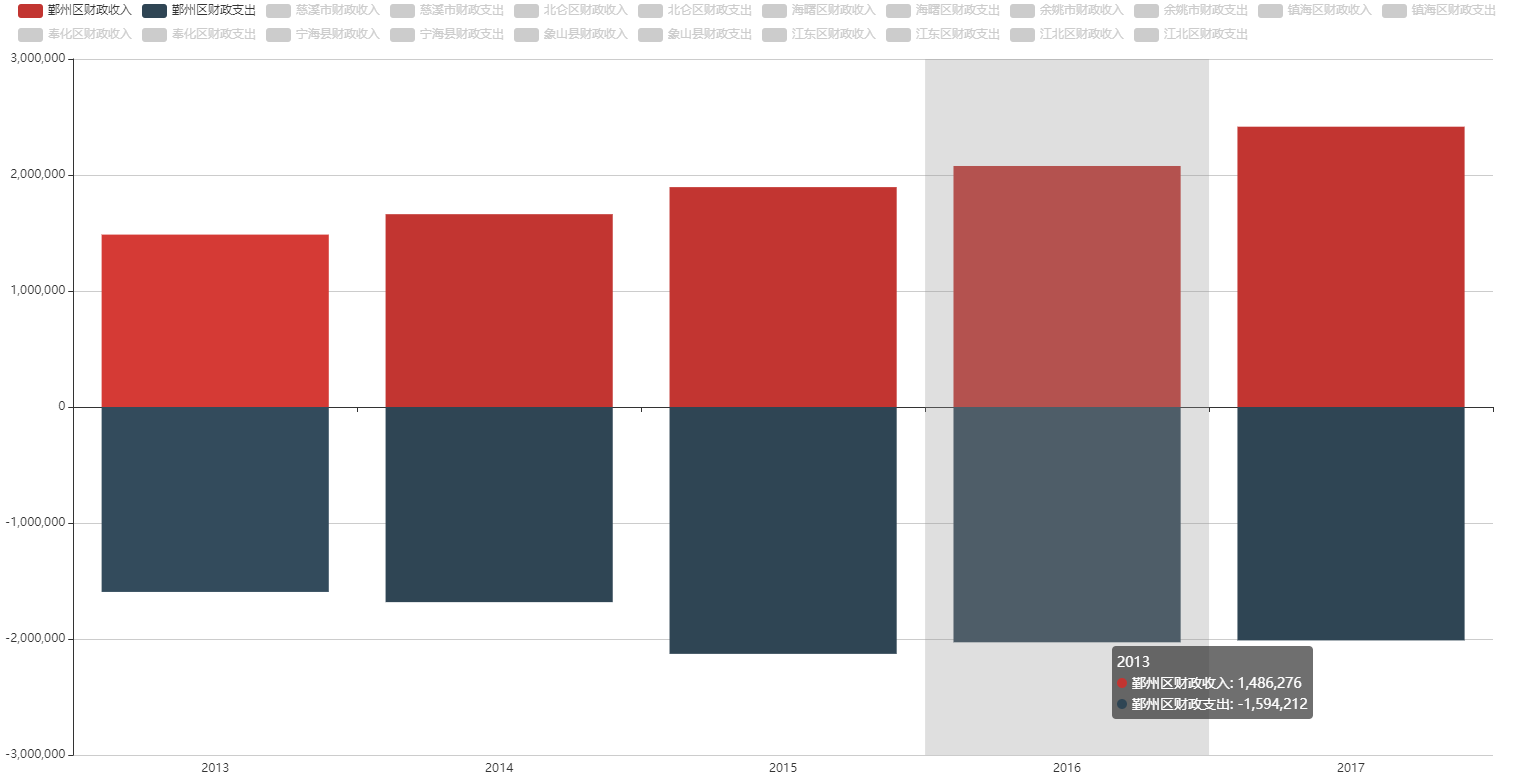 鄞州区财政收入 鄞州区财政支出 慈溪市财政收入 慈溪市财政支出 北仑区财政收入 北仑区财政支出 海曙区财政收入 海曙区财政支出 余姚市财政收入 余姚市财政支出 镇海区财政收入 镇海区财政支出
奉化区财政收入 奉化区财政支出 宁海县财政收入 宁海县财政支出 象山县财政收入 象山县财政支出 江东区财政收入 江东区财政支出 江北区财政收入 江北区财政支出
3,000,000
2,000,000
1,000,000
0
-1,000,000
-2,000,000
2013
鄞州区财政收入: 1,486,276
鄞州区财政支出: -1,594,212
-3,000,000
2013 2014 2015 2016 2017